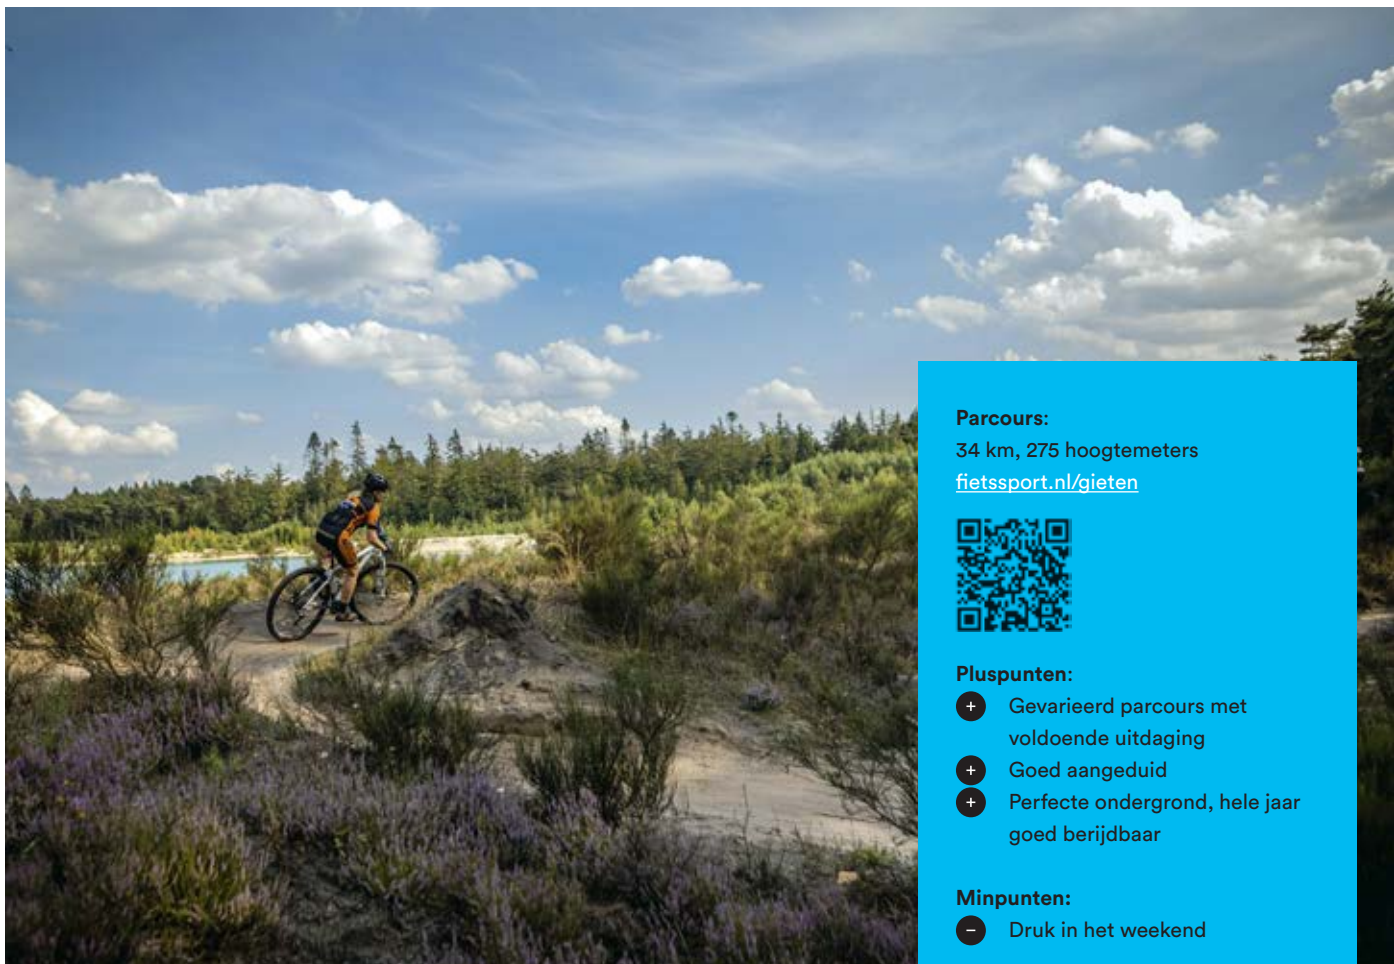 Parcours:
34 km, 275 hoogtemeters
fietssport.nl/gieten
Pluspunten:
+ Gevarieerd parcours met
voldoende uitdaging
+ Goed aangeduid
+ Perfecte ondergrond, hele jaar
goed berijdbaar
Minpunten:
– Druk in het weekend